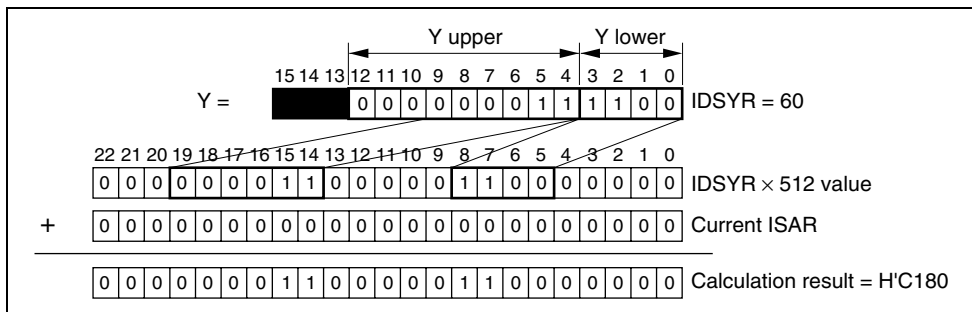 Y upper Y lower
15 14 13 12 11 10 9 8 7 6 5 4 3 2 1 0
Y = 0 0 0 0 0 0 0 1 1 1 1 0 0 IDSYR = 60
22 21 20 19 18 17 16 15 14 13 12 11 10 9 8 7 6 5 4 3 2 1 0
0 0 0 0 0 0 0 1 1 0 0 0 0 0 1 1 0 0 0 0 0 0 0 IDSYR × 512 value
+ 0 0 0 0 0 0 0 0 0 0 0 0 0 0 0 0 0 0 0 0 0 0 0 Current ISAR
0 0 0 0 0 0 0 1 1 0 0 0 0 0 1 1 0 0 0 0 0 0 0 Calculation result = H'C180